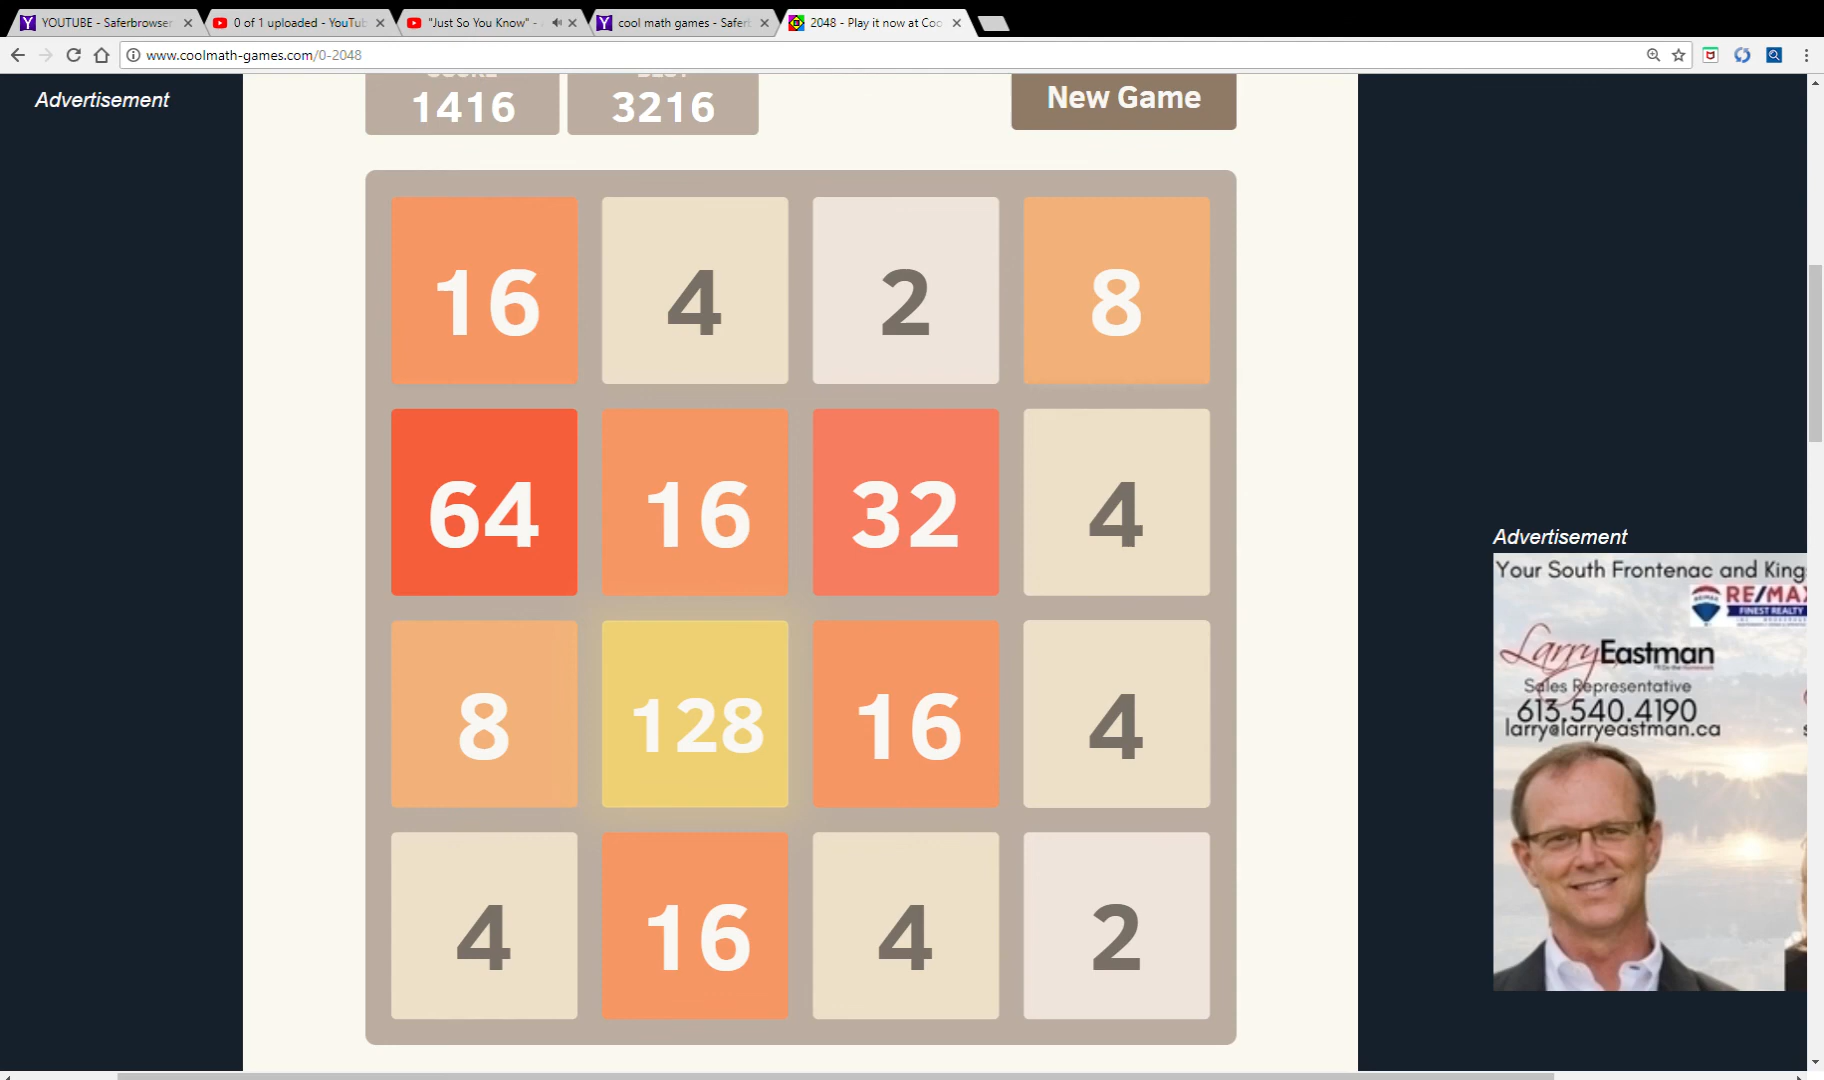 YOUTUBE - Saferbrowser
0 of 1 uploaded - YouTub
"Just So You Know" -
cool math games - Safer
2048 - Play it now at Coo
www.coolmath-games.com/0-2048
Advertisement
1416
3216
New Game
16 4 2 8
64 16 32 4
8 128 16 4
4 16 4 2
Advertisement
Your South Frontenac and King
RE/MAX
FINEST REALTY
Larry Eastman
Sales Representative
613.540.4190
larry@larryeastman.ca